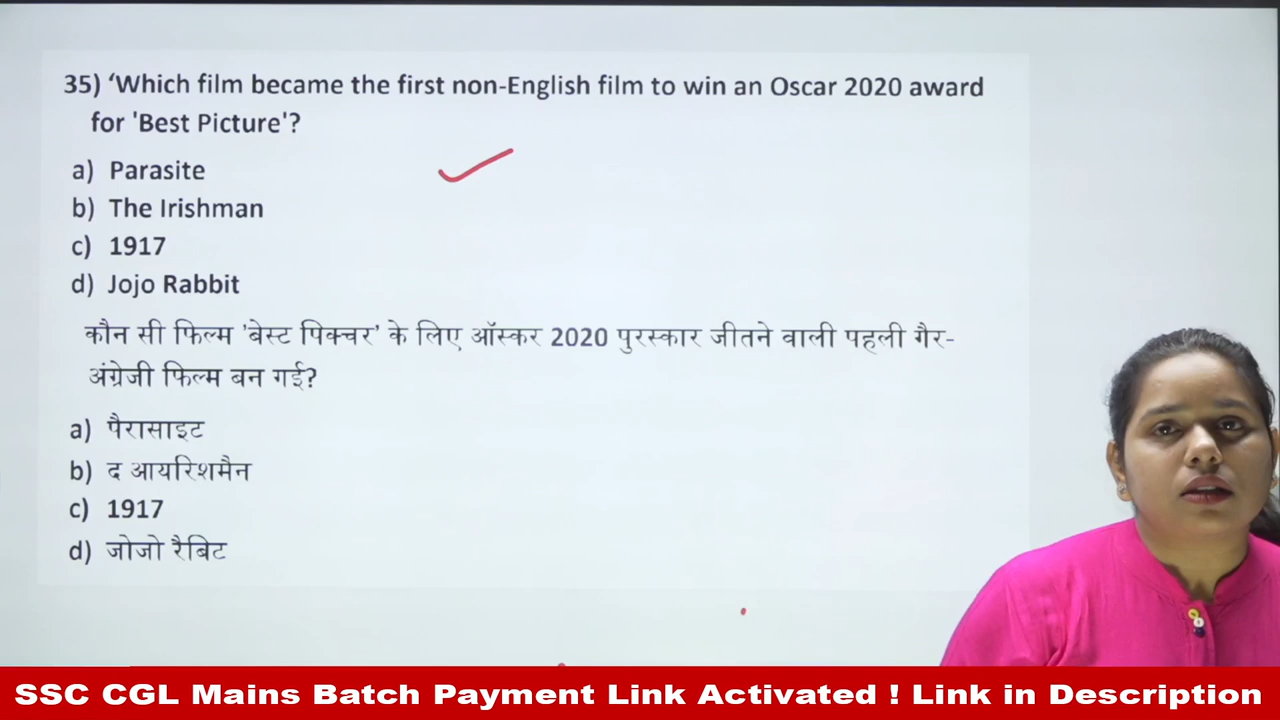 35) ‘Which film became the first non-English film to win an Oscar 2020 award
for 'Best Picture'?
a) Parasite
b) The Irishman
c) 1917
d) Jojo Rabbit
कौन सी फिल्म 'बेस्ट पिक्चर' के लिए ऑस्कर 2020 पुरस्कार जीतने वाली पहली गैर-
अंग्रेजी फिल्म बन गई?
a) पैरासाइट
b) द आयरिशमैन
c) 1917
d) जोजो रैबिट
SSC CGL Mains Batch Payment Link Activated ! Link in Description